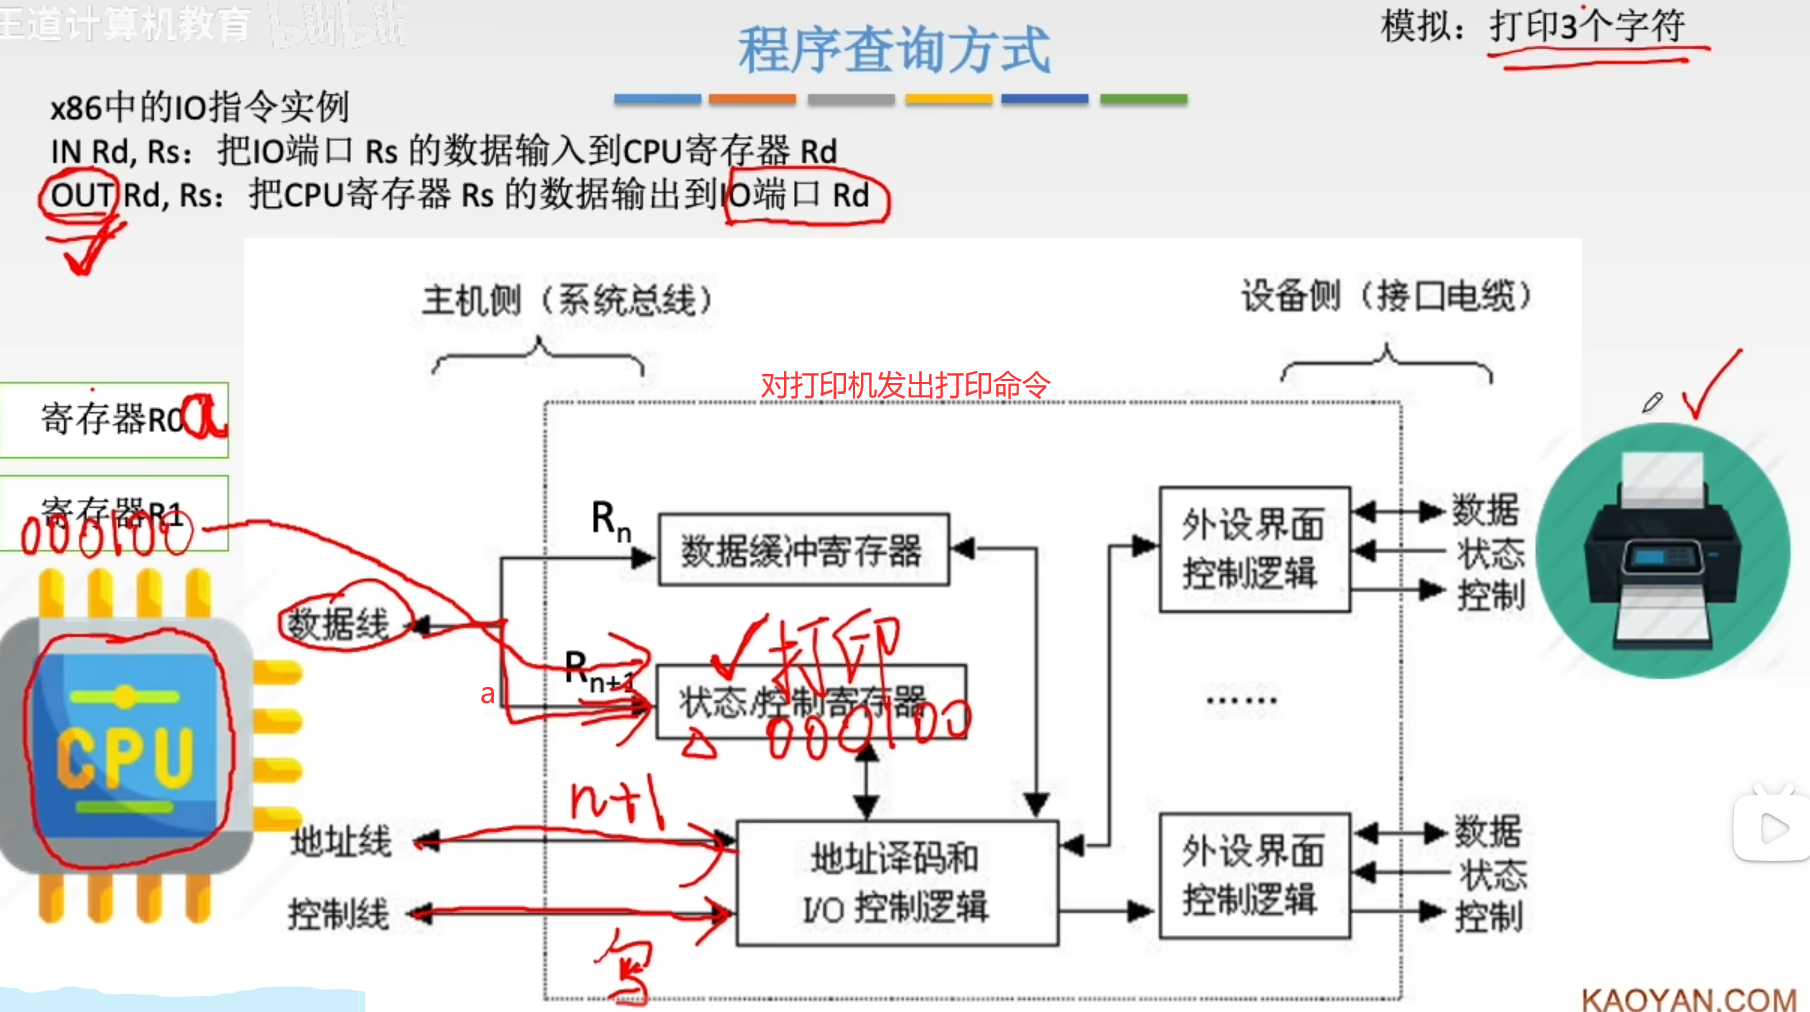 王道计算机教育 bilibili
模拟：打印3个字符
程序查询方式
x86中的IO指令实例
IN Rd, Rs：把IO端口 Rs 的数据输入到CPU寄存器 Rd
OUT Rd, Rs：把CPU寄存器 Rs 的数据输出到IO端口 Rd
主机侧（系统总线）
设备侧（接口电缆）
对打印机发出打印命令
寄存器R0 a
寄存器R1
000100
Rn
数据缓冲寄存器
外设界面
控制逻辑
数据
状态
控制
数据线
打印
Rn+1
a
状态/控制寄存器
000100
……
CPU
n+1
地址线
控制线
写
地址译码和
I/O 控制逻辑
外设界面
控制逻辑
数据
状态
控制
KAOYAN.COM